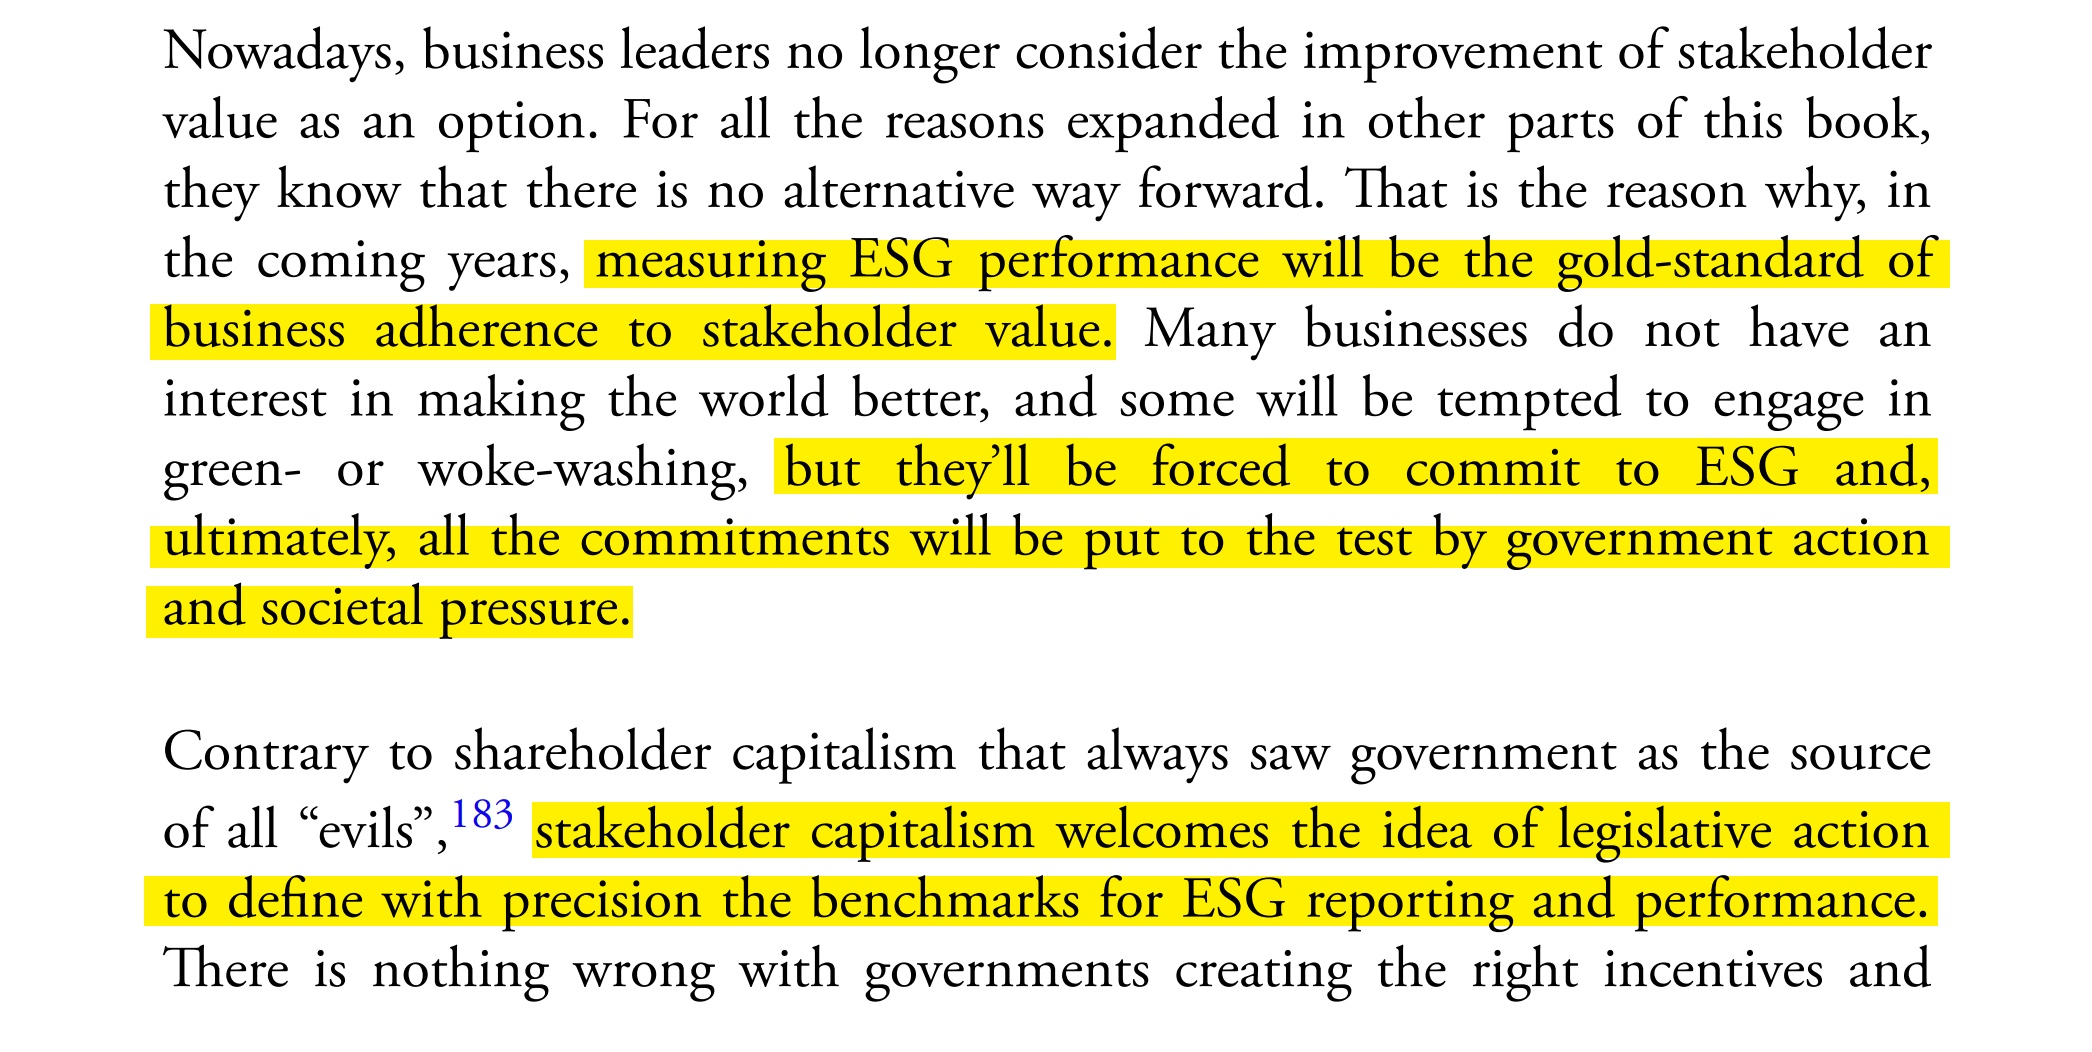 Nowadays, business leaders no longer consider the improvement of stakeholder
value as an option. For all the reasons expanded in other parts of this book,
they know that there is no alternative way forward. That is the reason why, in
the coming years, measuring ESG performance will be the gold-standard of
business adherence to stakeholder value. Many businesses do not have an
interest in making the world better, and some will be tempted to engage in
green- or woke-washing, but they’ll be forced to commit to ESG and,
ultimately, all the commitments will be put to the test by government action
and societal pressure.
Contrary to shareholder capitalism that always saw government as the source
of all “evils”,183 stakeholder capitalism welcomes the idea of legislative action
to define with precision the benchmarks for ESG reporting and performance.
There is nothing wrong with governments creating the right incentives and